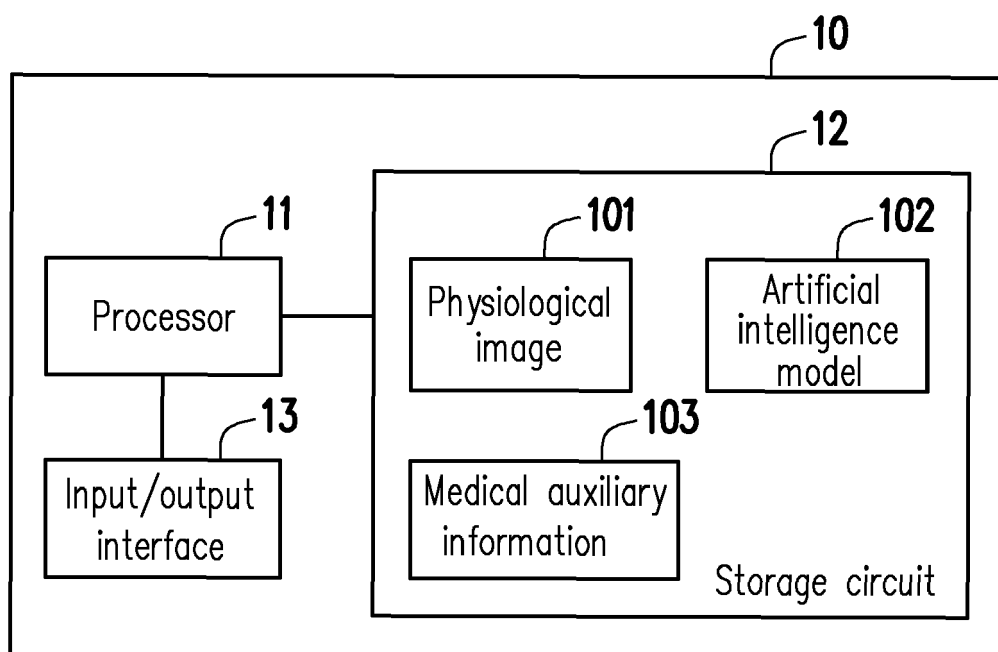 10
12
11
Processor
101
Physiological
image
102
Artificial
intelligence
model
13
Input/output
interface
103
Medical auxiliary
information
Storage circuit